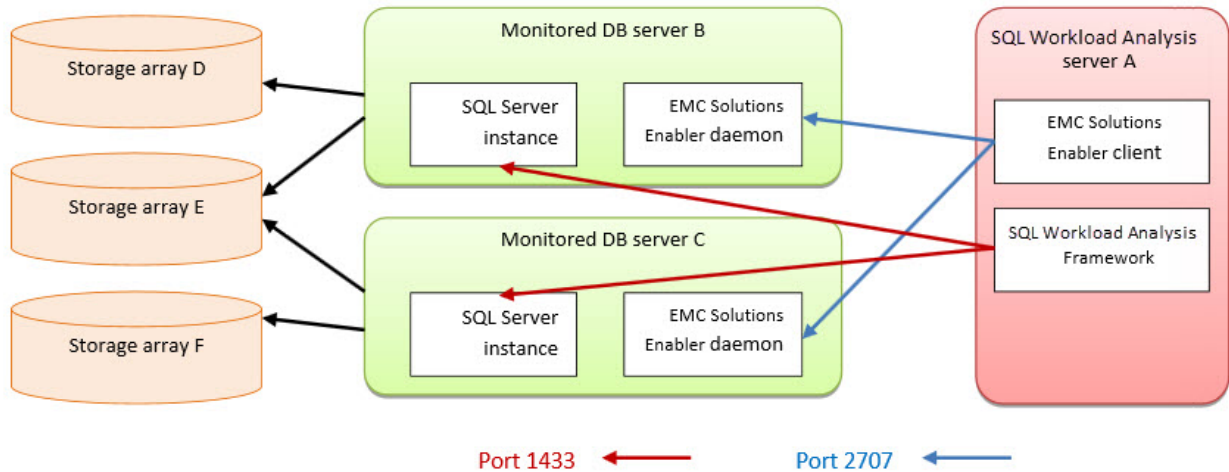 Storage array D
Storage array E
Storage array F
Monitored DB server B
SQL Server
instance
EMC Solutions
Enabler daemon
Monitored DB server C
SQL Server
instance
EMC Solutions
Enabler daemon
SQL Workload Analysis
server A
EMC Solutions
Enabler client
SQL Workload Analysis
Framework
Port 1433
Port 2707